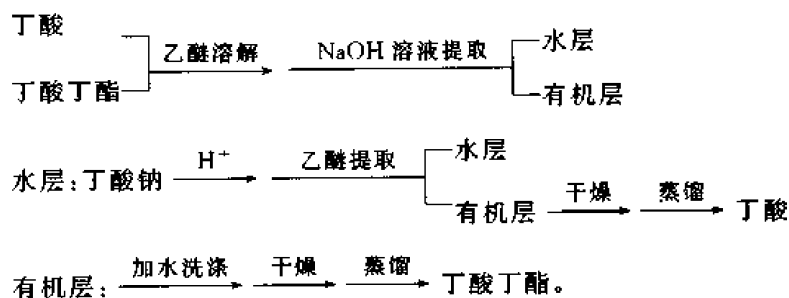 丁酸
乙醚溶解 NaOH 溶液提取 水层
丁酸丁酯 有机层
H+ 乙醚提取 水层
水层:丁酸钠 有机层 干燥 蒸馏 丁酸
加水洗涤 干燥 蒸馏
有机层: 丁酸丁酯。